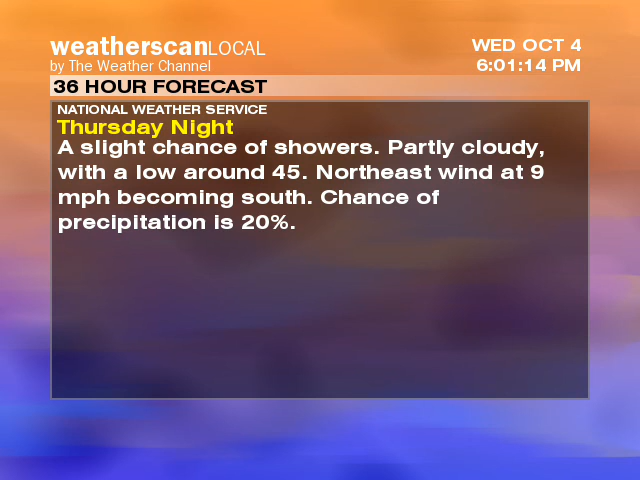 weatherscanLOCAL
by The Weather Channel
WED OCT 4
6:01:14 PM
36 HOUR FORECAST
NATIONAL WEATHER SERVICE
Thursday Night
A slight chance of showers. Partly cloudy,
with a low around 45. Northeast wind at 9
mph becoming south. Chance of
precipitation is 20%.